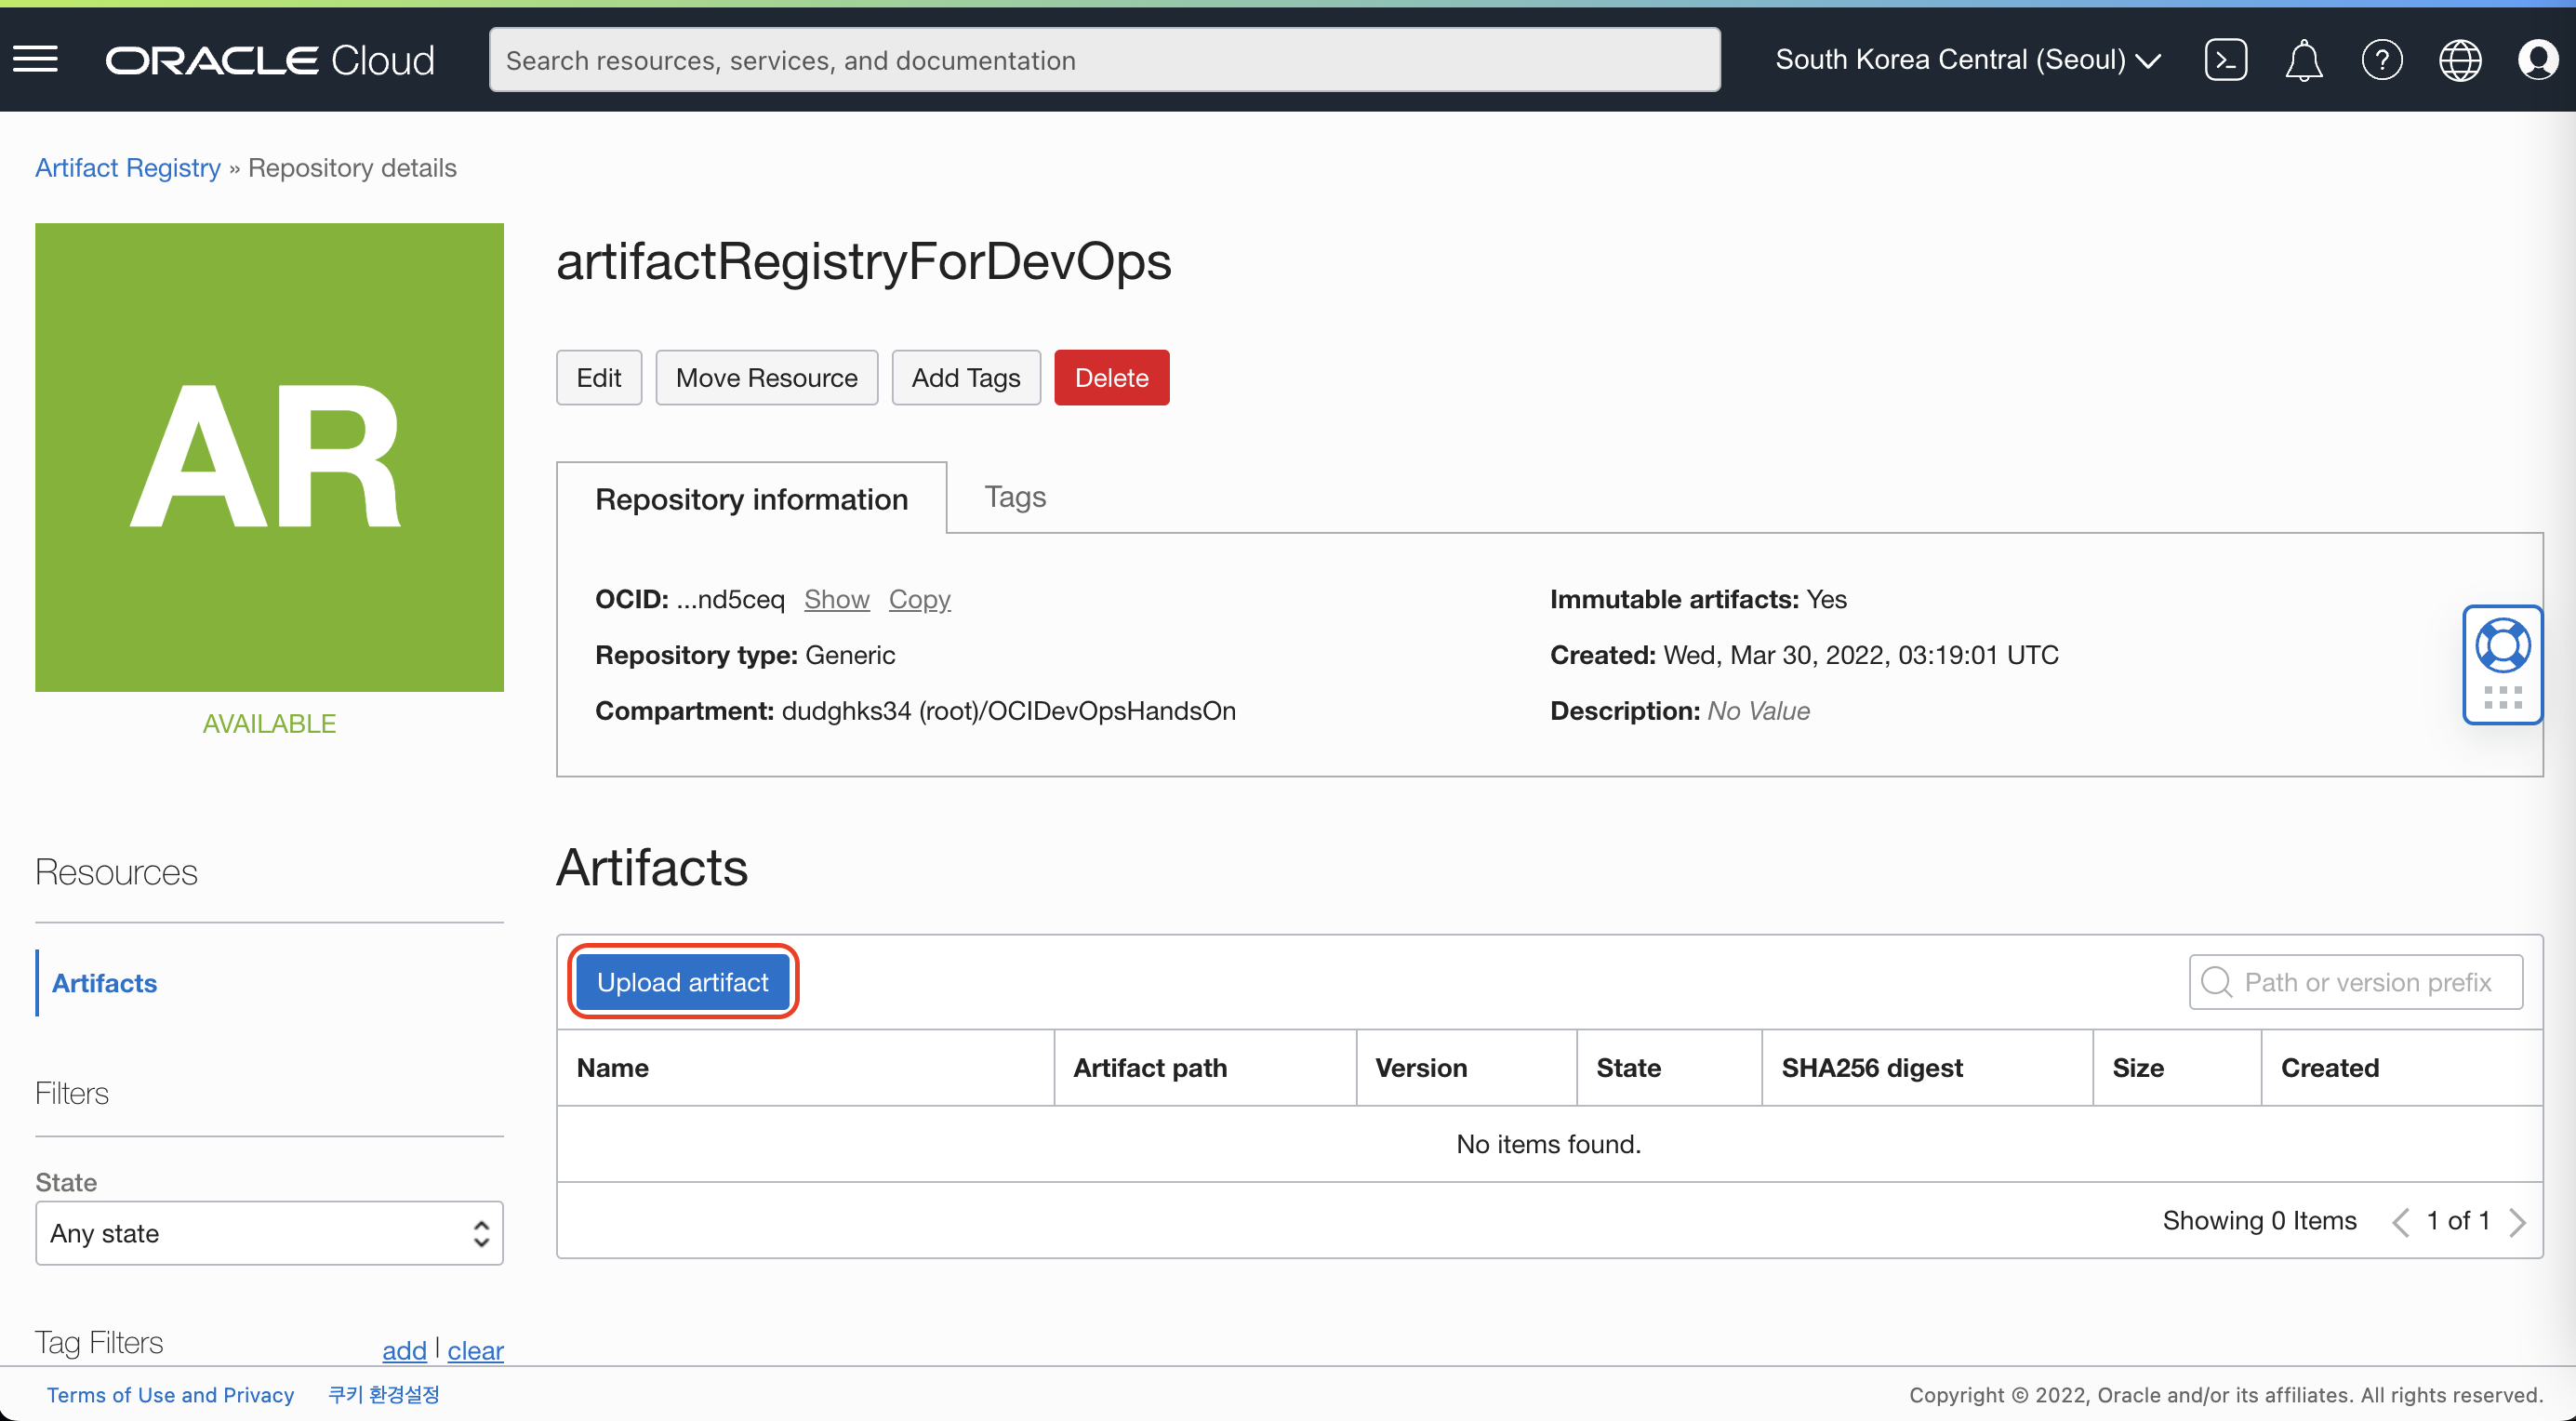 ORACLE Cloud
Search resources, services, and documentation
South Korea Central (Seoul)
Artifact Registry » Repository details
AR
AVAILABLE
artifactRegistryForDevOps
Edit
Move Resource
Add Tags
Delete
Repository information
Tags
OCID: ...nd5ceq Show Copy
Repository type: Generic
Compartment: dudghks34 (root)/OCIDevOpsHandsOn
Immutable artifacts: Yes
Created: Wed, Mar 30, 2022, 03:19:01 UTC
Description: No Value
Resources
Artifacts
Filters
State
Any state
Tag Filters
add | clear
Artifacts
Upload artifact
Path or version prefix
Name Artifact path Version State SHA256 digest Size Created
No items found.
Showing 0 Items
1 of 1
Terms of Use and Privacy
쿠키 환경설정
Copyright © 2022, Oracle and/or its affiliates. All rights reserved.